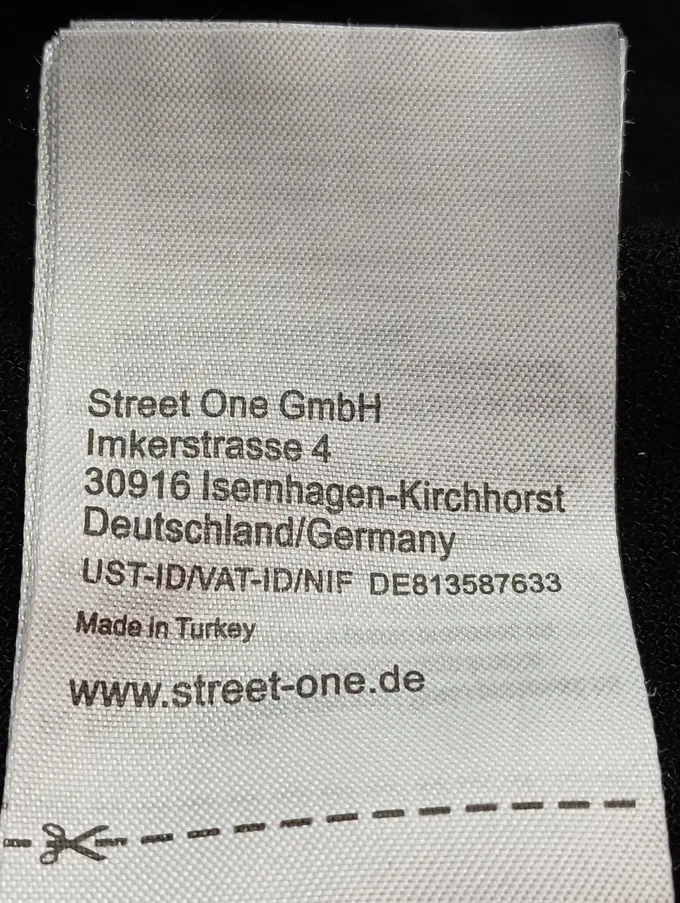 Street One GmbH
Imkerstrasse 4
30916 Isernhagen-Kirchhorst
Deutschland/Germany
UST-ID/VAT-ID/NIF DE813587633
Made in Turkey
www.street-one.de